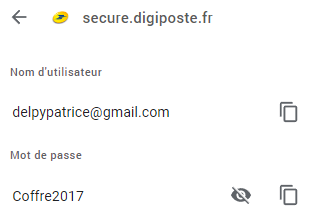 secure.digiposte.fr
Nom d'utilisateur
delpypatrice@gmail.com
Mot de passe
Coffre2017